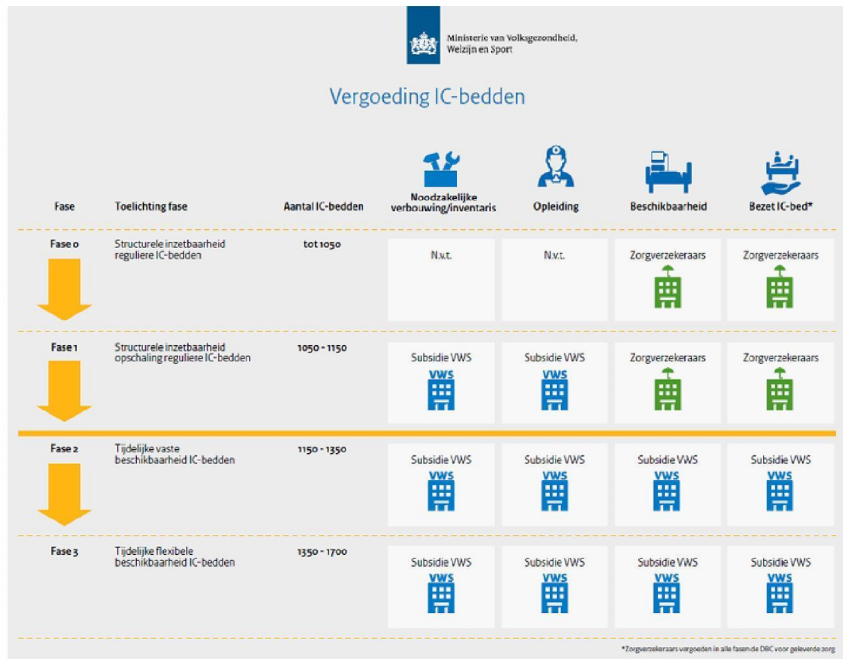 Ministerie van Volksgezondheid,
Welzijn en Sport
Vergoeding IC-bedden
Fase
Toelichting fase
Aantal IC-bedden
Noodzakelijke
verbouwing/inventaris
Opleiding
Beschikbaarheid
Bezet IC-bed*
Fase 0
Structurele inzetbaarheid
reguliere IC-bedden
tot 1050
N.v.t.
N.v.t.
Zorgverzekeraars
Zorgverzekeraars
Fase 1
Structurele inzetbaarheid
opschaling reguliere IC-bedden
1050 - 1150
Subsidie VWS
VWS
Subsidie VWS
VWS
Zorgverzekeraars
Zorgverzekeraars
Fase 2
Tijdelijke vaste
beschikbaarheid IC-bedden
1150 - 1350
Subsidie VWS
VWS
Subsidie VWS
VWS
Subsidie VWS
VWS
Subsidie VWS
VWS
Fase 3
Tijdelijke flexibele
beschikbaarheid IC-bedden
1350 - 1700
Subsidie VWS
VWS
Subsidie VWS
VWS
Subsidie VWS
VWS
Subsidie VWS
VWS
*Zorgverzekeraars vergoeden in alle fasen de DBC voor geleverde zorg